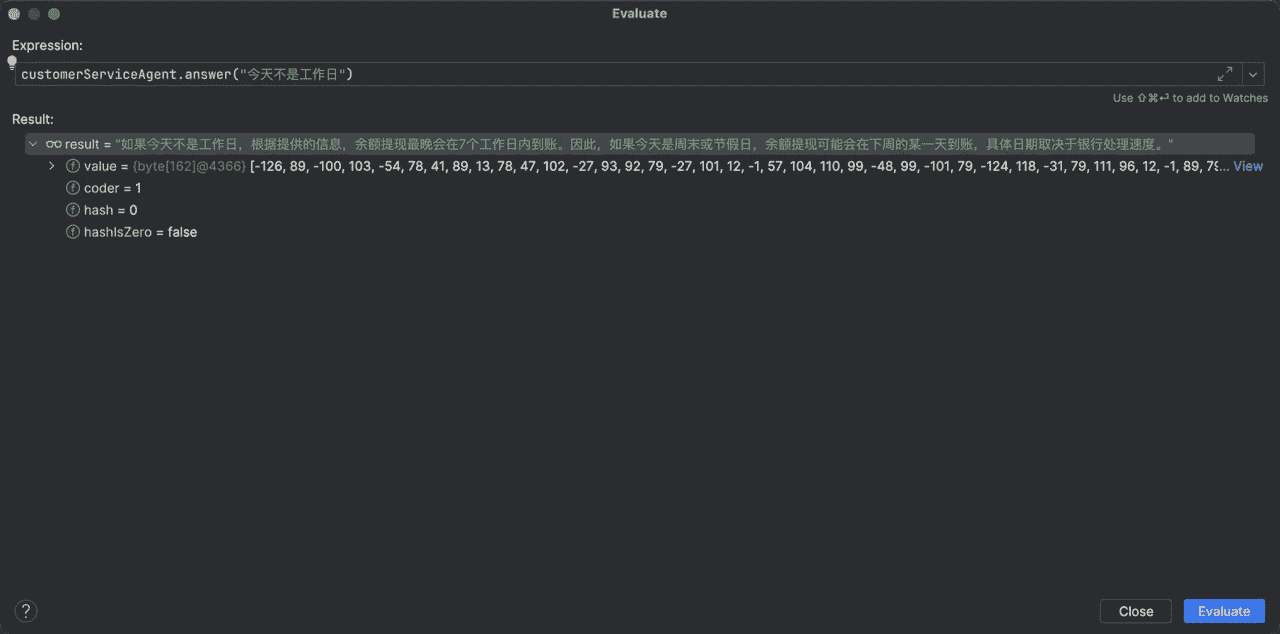 Evaluate
Expression:
customerServiceAgent.answer("今天不是工作日")
Use ⇧⌘⏎ to add to Watches
Result:
result = "如果今天不是工作日，根据提供的信息，余额提现最晚会在7个工作日内到账。因此，如果今天是周末或节假日，余额提现可能会在下周的某一天到账，具体日期取决于银行处理速度。"
value = {byte[162]@4366} [-126, 89, -100, 103, -54, 78, 41, 89, 13, 78, 47, 102, -27, 93, 92, 79, -27, 101, 12, -1, 57, 104, 110, 99, -48, 99, -101, 79, -124, 118, -31, 79, 111, 96, 12, -1, 89, 79... View
coder = 1
hash = 0
hashIsZero = false
? Close Evaluate